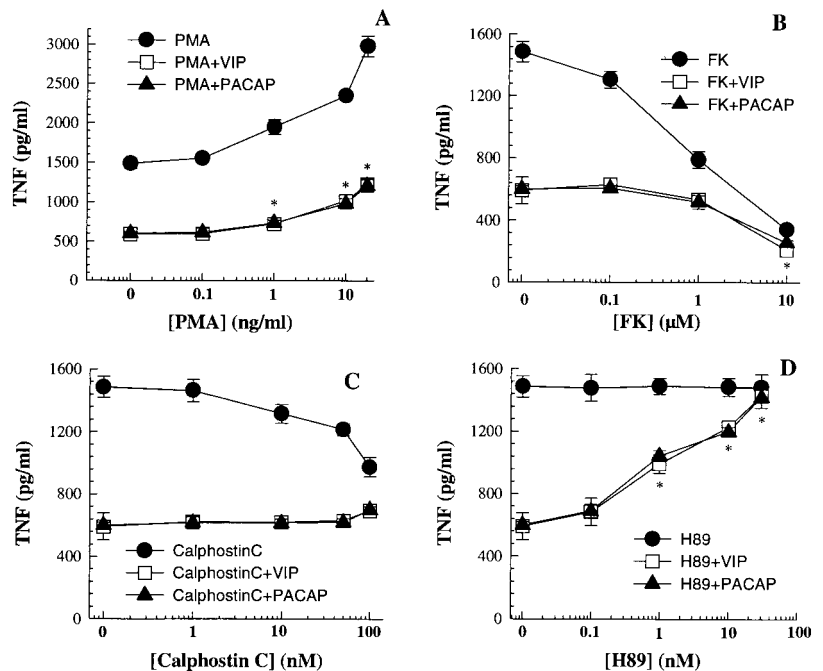 A
PMA
PMA+VIP
PMA+PACAP
3000
2500
2000
1500
1000
500
0
TNF (pg/ml)
* * *
0 0.1 1 10
[PMA] (ng/ml)
B
FK
FK+VIP
FK+PACAP
1600
1200
800
400
0
TNF (pg/ml)
*
0 0.1 1 10
[FK] (µM)
C
1600
1200
800
400
0
TNF (pg/ml)
CalphostinC
CalphostinC+VIP
CalphostinC+PACAP
0 1 10 100
[Calphostin C] (nM)
D
1600
1200
800
400
0
TNF (pg/ml)
* * *
H89
H89+VIP
H89+PACAP
0 0.1 1 10 100
[H89] (nM)